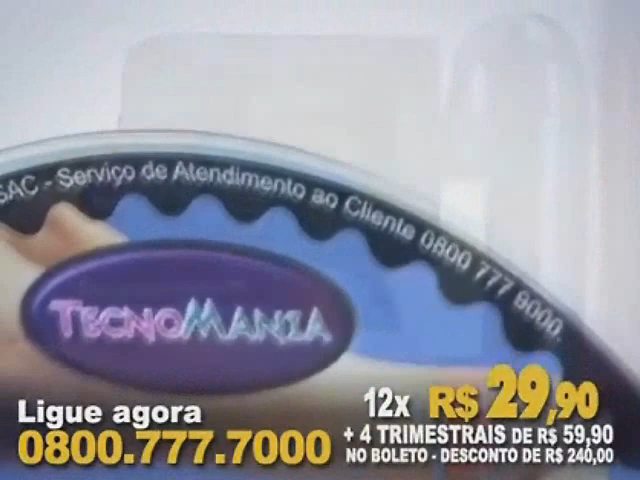 SAC - Serviço de Atendimento ao Cliente 0800 777 9000.
TECNOMANIA
Ligue agora
0800.777.7000
12x R$ 29,90
+ 4 TRIMESTRAIS DE R$ 59,90
NO BOLETO - DESCONTO DE R$ 240,00